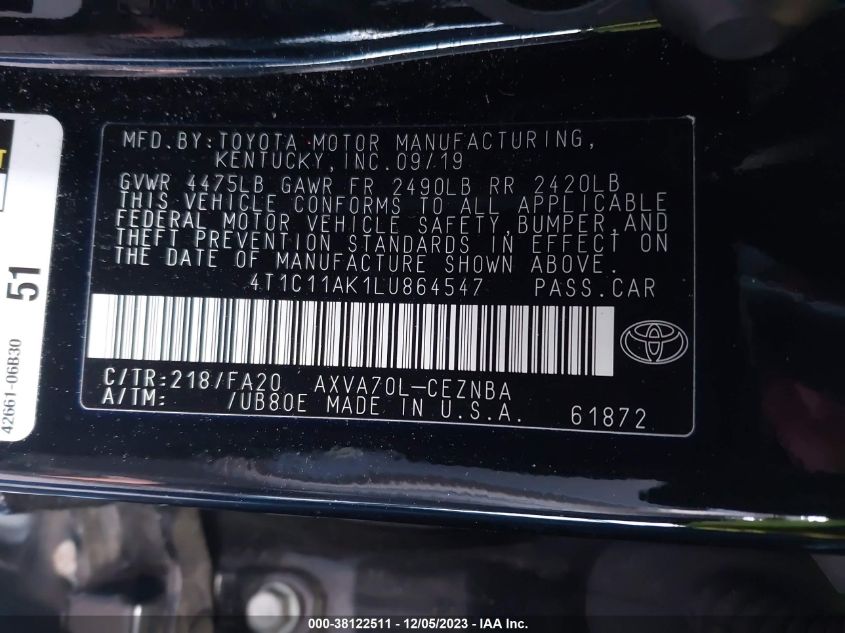 MFD. BY: TOYOTA MOTOR MANUFACTURING,
KENTUCKY, INC. 09/19
GVWR 4475LB GAWR FR 2490LB RR 2420LB
THIS VEHICLE CONFORMS TO ALL APPLICABLE
FEDERAL MOTOR VEHICLE SAFETY, BUMPER, AND
THEFT PREVENTION STANDARDS IN EFFECT ON
THE DATE OF MANUFACTURE SHOWN ABOVE.
4T1C11AK1LU864547 PASS. CAR
C/TR: 218/FA20 AXVA70L-CEZNBA
A/TM: /UB80E MADE IN U.S.A. 61872
51
42661-06B30
000-38122511 - 12/05/2023 - IAA Inc.